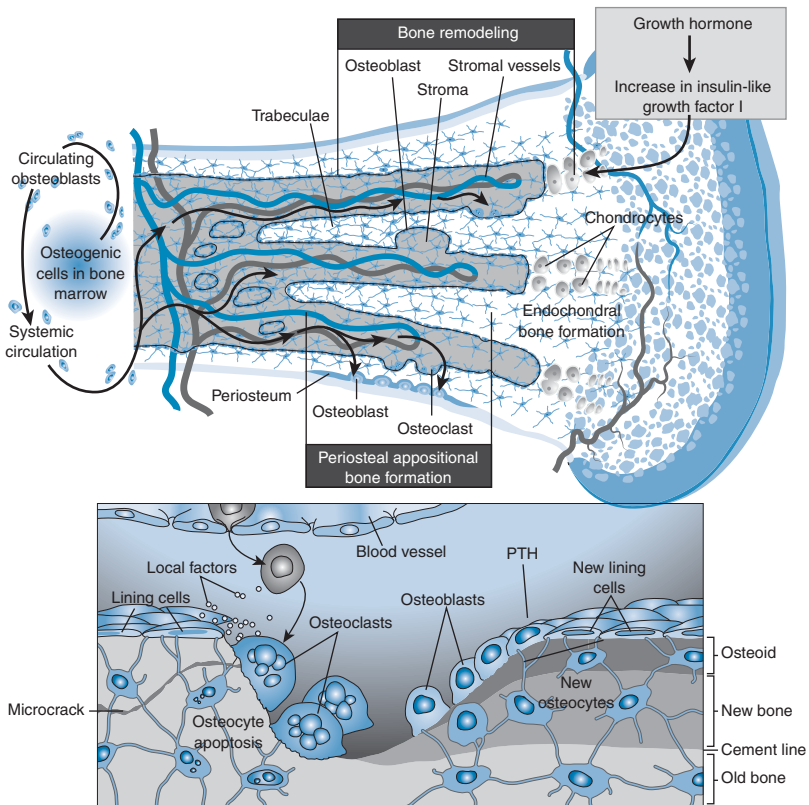 Bone remodeling
Growth hormone
Increase in insulin-like
growth factor I
Osteoblast
Stromal vessels
Stroma
Trabeculae
Circulating
obsteoblasts
Osteogenic
cells in bone
marrow
Systemic
circulation
Chondrocytes
Endochondral
bone formation
Periosteum
Osteoblast
Osteoclast
Periosteal appositional
bone formation
Blood vessel
PTH
Local factors
New lining
cells
Lining cells
Osteoblasts
Osteoclasts
Osteoid
New
osteocytes
Microcrack
Osteocyte
apoptosis
New bone
Cement line
Old bone